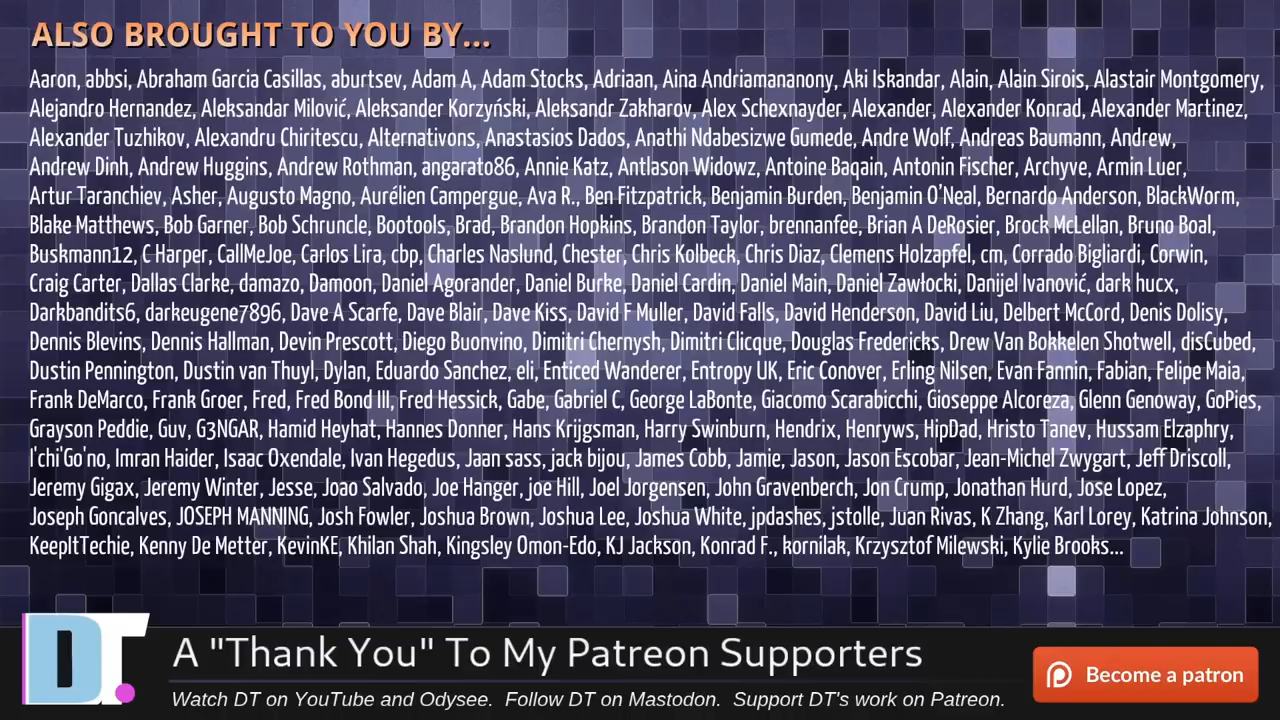 ALSO BROUGHT TO YOU BY...
Aaron, abbsi, Abraham Garcia Casillas, aburtsev, Adam A, Adam Stocks, Adriaan, Aina Andriamananony, Aki Iskandar, Alain, Alain Sirois, Alastair Montgomery,
Alejandro Hernandez, Aleksandar Milović, Aleksander Korzyński, Aleksandr Zakharov, Alex Schexnayder, Alexander, Alexander Konrad, Alexander Martinez,
Alexander Tuzhikov, Alexandru Chiritescu, Alternativons, Anastasios Dados, Anathi Ndabesizwe Gumede, Andre Wolf, Andreas Baumann, Andrew,
Andrew Dinh, Andrew Huggins, Andrew Rothman, angarato86, Annie Katz, Antlason Widowz, Antoine Baqain, Antonin Fischer, Archyve, Armin Luer,
Artur Taranchiev, Asher, Augusto Magno, Aurélien Campergue, Ava R., Ben Fitzpatrick, Benjamin Burden, Benjamin O'Neal, Bernardo Anderson, BlackWorm,
Blake Matthews, Bob Garner, Bob Schruncle, Bootools, Brad, Brandon Hopkins, Brandon Taylor, brennanfee, Brian A DeRosier, Brock McLellan, Bruno Boal,
Buskmann12, C Harper, CallMeJoe, Carlos Lira, cbp, Charles Naslund, Chester, Chris Kolbeck, Chris Diaz, Clemens Holzapfel, cm, Corrado Bigliardi, Corwin,
Craig Carter, Dallas Clarke, damazo, Damoon, Daniel Agorander, Daniel Burke, Daniel Cardin, Daniel Main, Daniel Zawłocki, Danijel Ivanović, dark hucx,
Darkbandits6, darkeugene7896, Dave A Scarfe, Dave Blair, Dave Kiss, David F Muller, David Falls, David Henderson, David Liu, Delbert McCord, Denis Dolisy,
Dennis Blevins, Dennis Hallman, Devin Prescott, Diego Buonvino, Dimitri Chernysh, Dimitri Clicque, Douglas Fredericks, Drew Van Bokkelen Shotwell, disCubed,
Dustin Pennington, Dustin van Thuyl, Dylan, Eduardo Sanchez, eli, Enticed Wanderer, Entropy UK, Eric Conover, Erling Nilsen, Evan Fannin, Fabian, Felipe Maia,
Frank DeMarco, Frank Groer, Fred, Fred Bond III, Fred Hessick, Gabe, Gabriel C, George LaBonte, Giacomo Scarabicchi, Gioseppe Alcoreza, Glenn Genoway, GoPies,
Grayson Peddie, Guv, G3NGAR, Hamid Heyhat, Hannes Donner, Hans Krijgsman, Harry Swinburn, Hendrix, Henryws, HipDad, Hristo Tanev, Hussam Elzaphry,
I'chi'Go'no, Imran Haider, Isaac Oxendale, Ivan Hegedus, Jaan sass, jack bijou, James Cobb, Jamie, Jason, Jason Escobar, Jean-Michel Zwygart, Jeff Driscoll,
Jeremy Gigax, Jeremy Winter, Jesse, Joao Salvado, Joe Hanger, joe Hill, Joel Jorgensen, John Gravenberch, Jon Crump, Jonathan Hurd, Jose Lopez,
Joseph Goncalves, JOSEPH MANNING, Josh Fowler, Joshua Brown, Joshua Lee, Joshua White, jpdashes, jstolle, Juan Rivas, K Zhang, Karl Lorey, Katrina Johnson,
KeepItTechie, Kenny De Metter, KevinKE, Khilan Shah, Kingsley Omon-Edo, KJ Jackson, Konrad F., kornilak, Krzysztof Milewski, Kylie Brooks...
DT.
A "Thank You" To My Patreon Supporters
Watch DT on YouTube and Odysee. Follow DT on Mastodon. Support DT's work on Patreon.
Become a patron